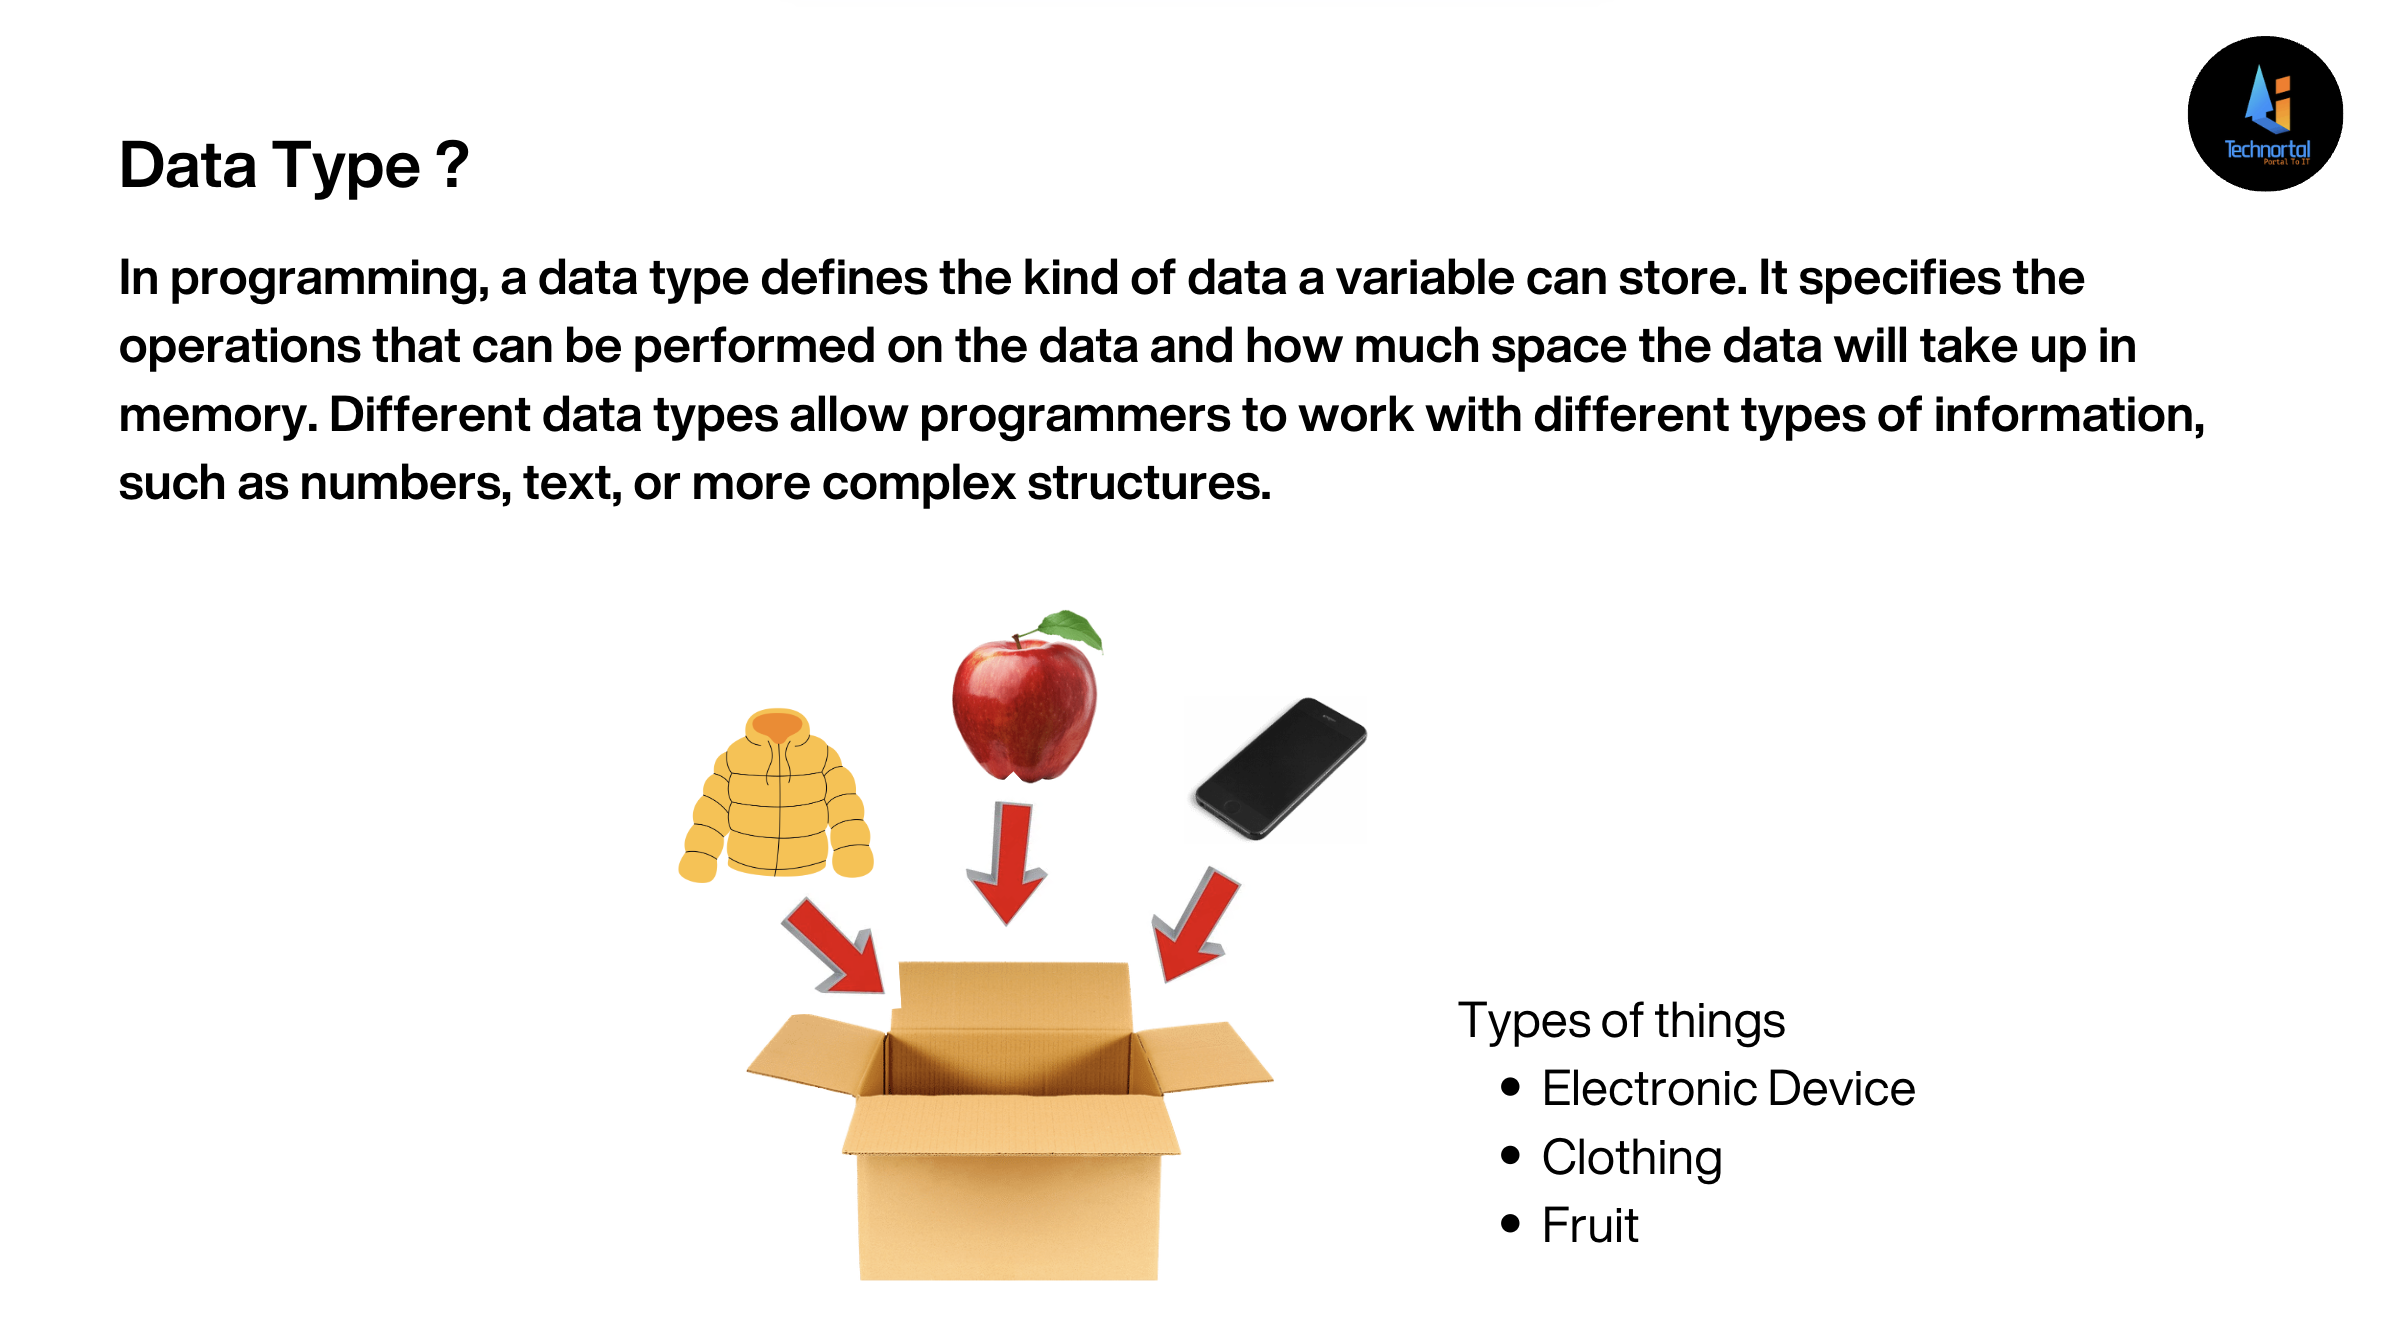 Technortal
Portal To IT
Data Type ?
In programming, a data type defines the kind of data a variable can store. It specifies the
operations that can be performed on the data and how much space the data will take up in
memory. Different data types allow programmers to work with different types of information,
such as numbers, text, or more complex structures.
Types of things
• Electronic Device
• Clothing
• Fruit